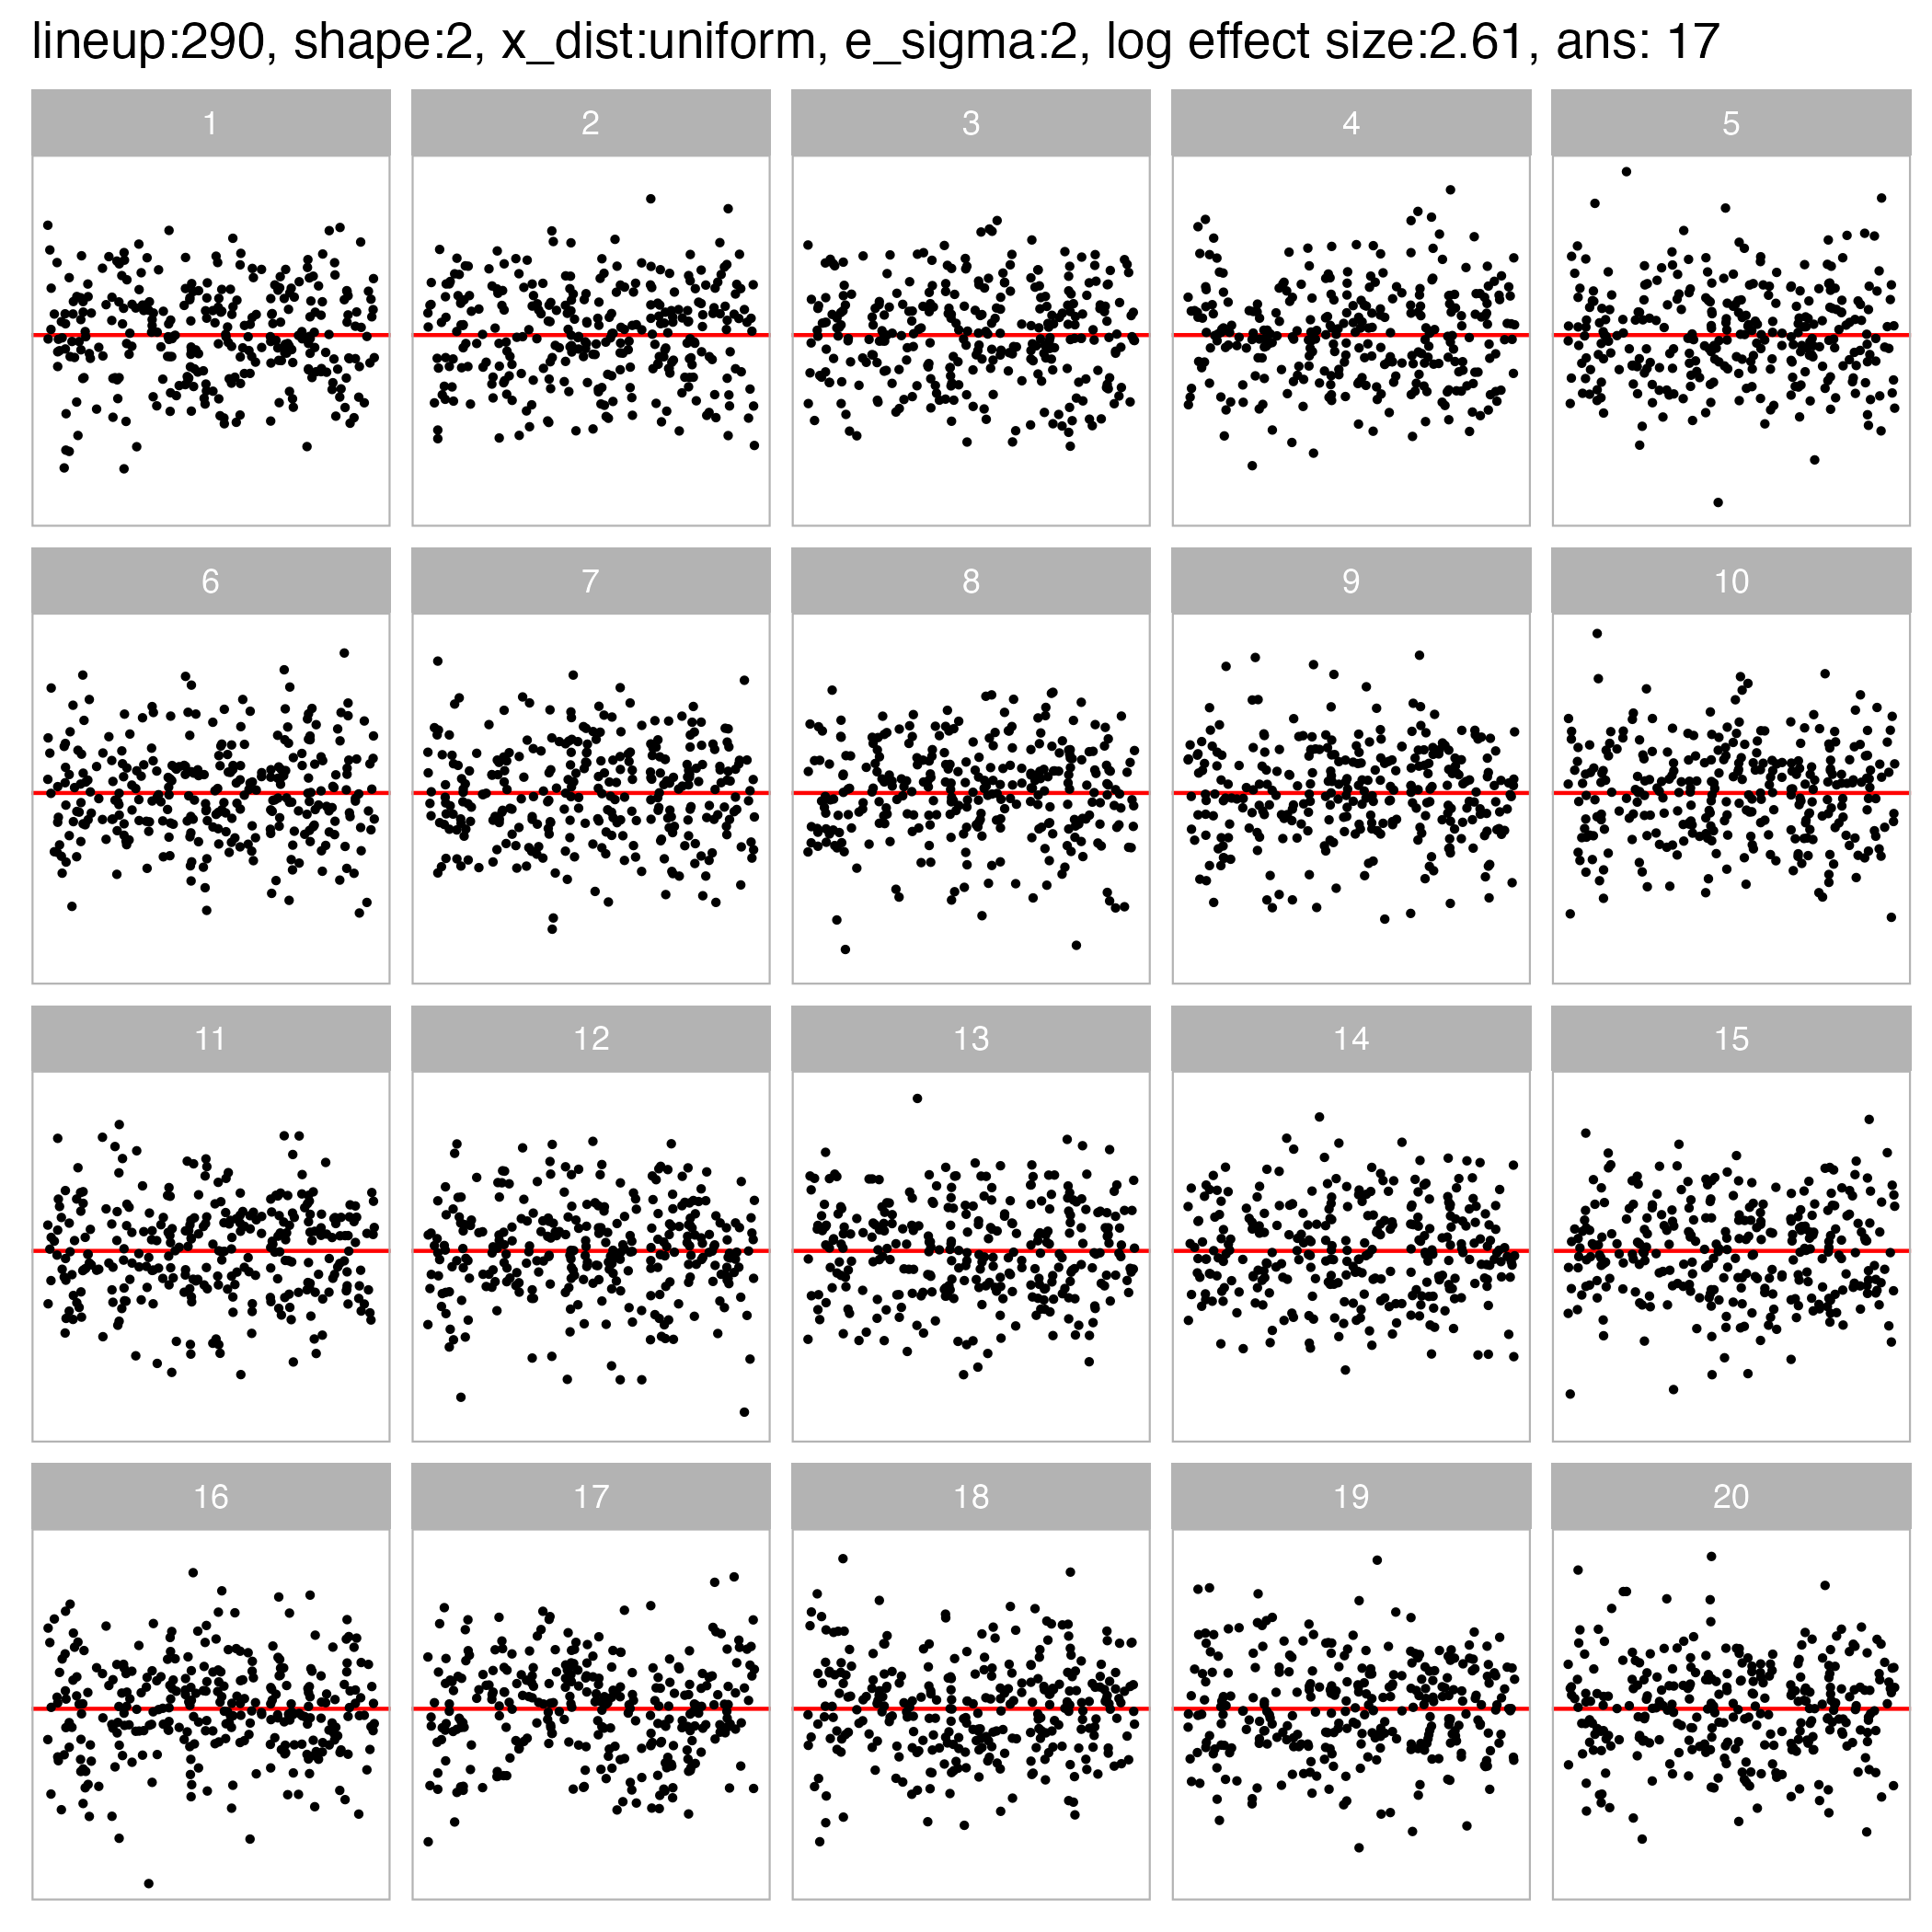 lineup:290, shape:2, x_dist:uniform, e_sigma:2, log effect size:2.61, ans: 17
1 2 3 4 5
6 7 8 9 10
11 12 13 14 15
16 17 18 19 20